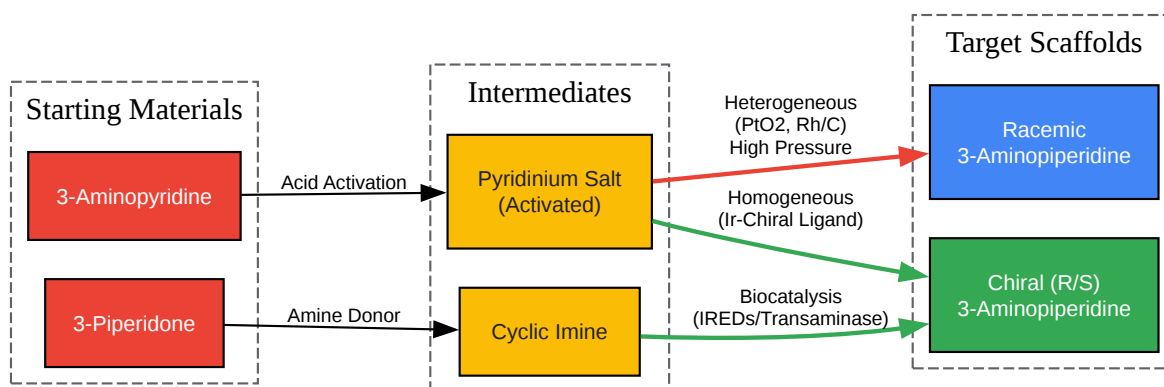 Starting Materials
3-Aminopyridine
3-Piperidone
Acid Activation
Amine Donor
Intermediates
Pyridinium Salt
(Activated)
Cyclic Imine
Heterogeneous
(PtO2, Rh/C)
High Pressure
Homogeneous
(Ir-Chiral Ligand)
Biocatalysis
(IREDs/Transaminase)
Target Scaffolds
Racemic
3-Aminopiperidine
Chiral (R/S)
3-Aminopiperidine